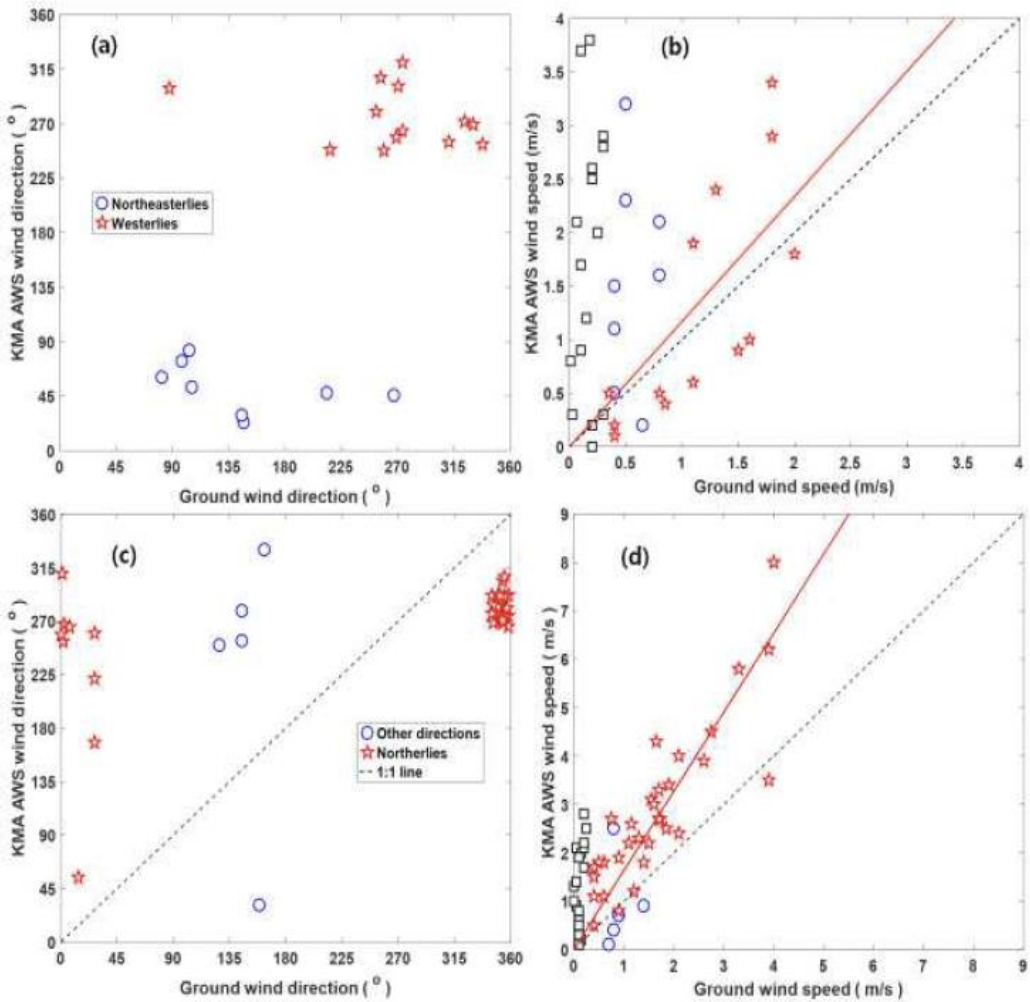 (a)
KMA AWS wind direction ( o )
360
315
270
225
180
135
90
45
0
Northeasterlies
Westerlies
0 45 90 135 180 225 270 315 360
Ground wind direction ( o )
(b)
KMA AWS wind speed (m/s)
4
3.5
3
2.5
2
1.5
1
0.5
0
0 0.5 1 1.5 2 2.5 3 3.5 4
Ground wind speed (m/s)
(c)
KMA AWS wind direction ( o )
360
315
270
225
180
135
90
45
0
Other directions
Northerlies
1:1 line
0 45 90 135 180 225 270 315 360
Ground wind direction ( o )
(d)
KMA AWS wind speed ( m/s )
9
8
7
6
5
4
3
2
1
0
0 1 2 3 4 5 6 7 8 9
Ground wind speed ( m/s )